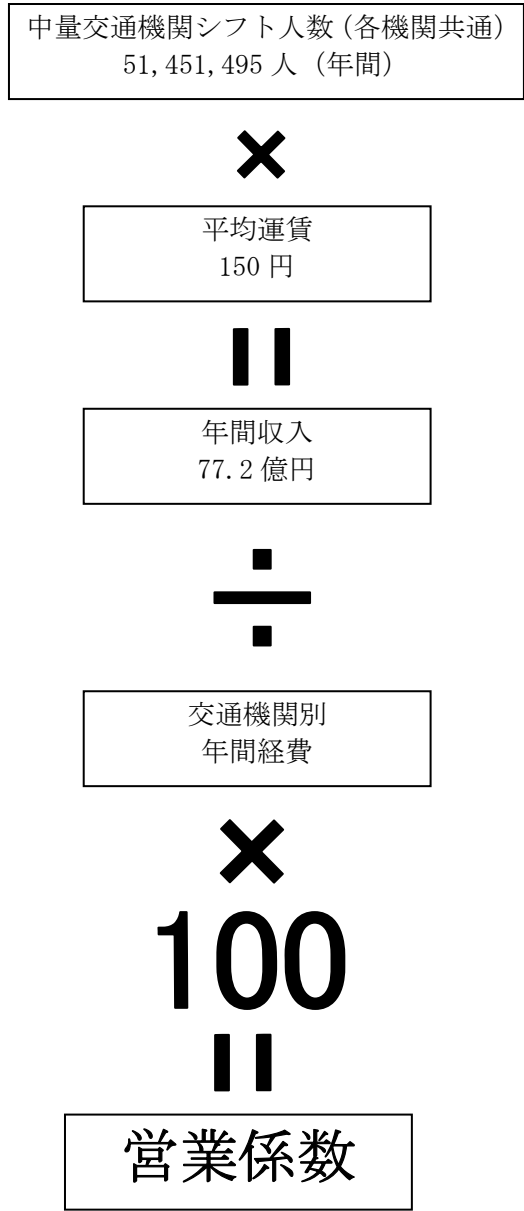 中量交通機関シフト人数（各機関共通）
51,451,495 人（年間）
×
平均運賃
150 円
＝
年間収入
77.2 億円
÷
交通機関別
年間経費
×
100
＝
営業係数